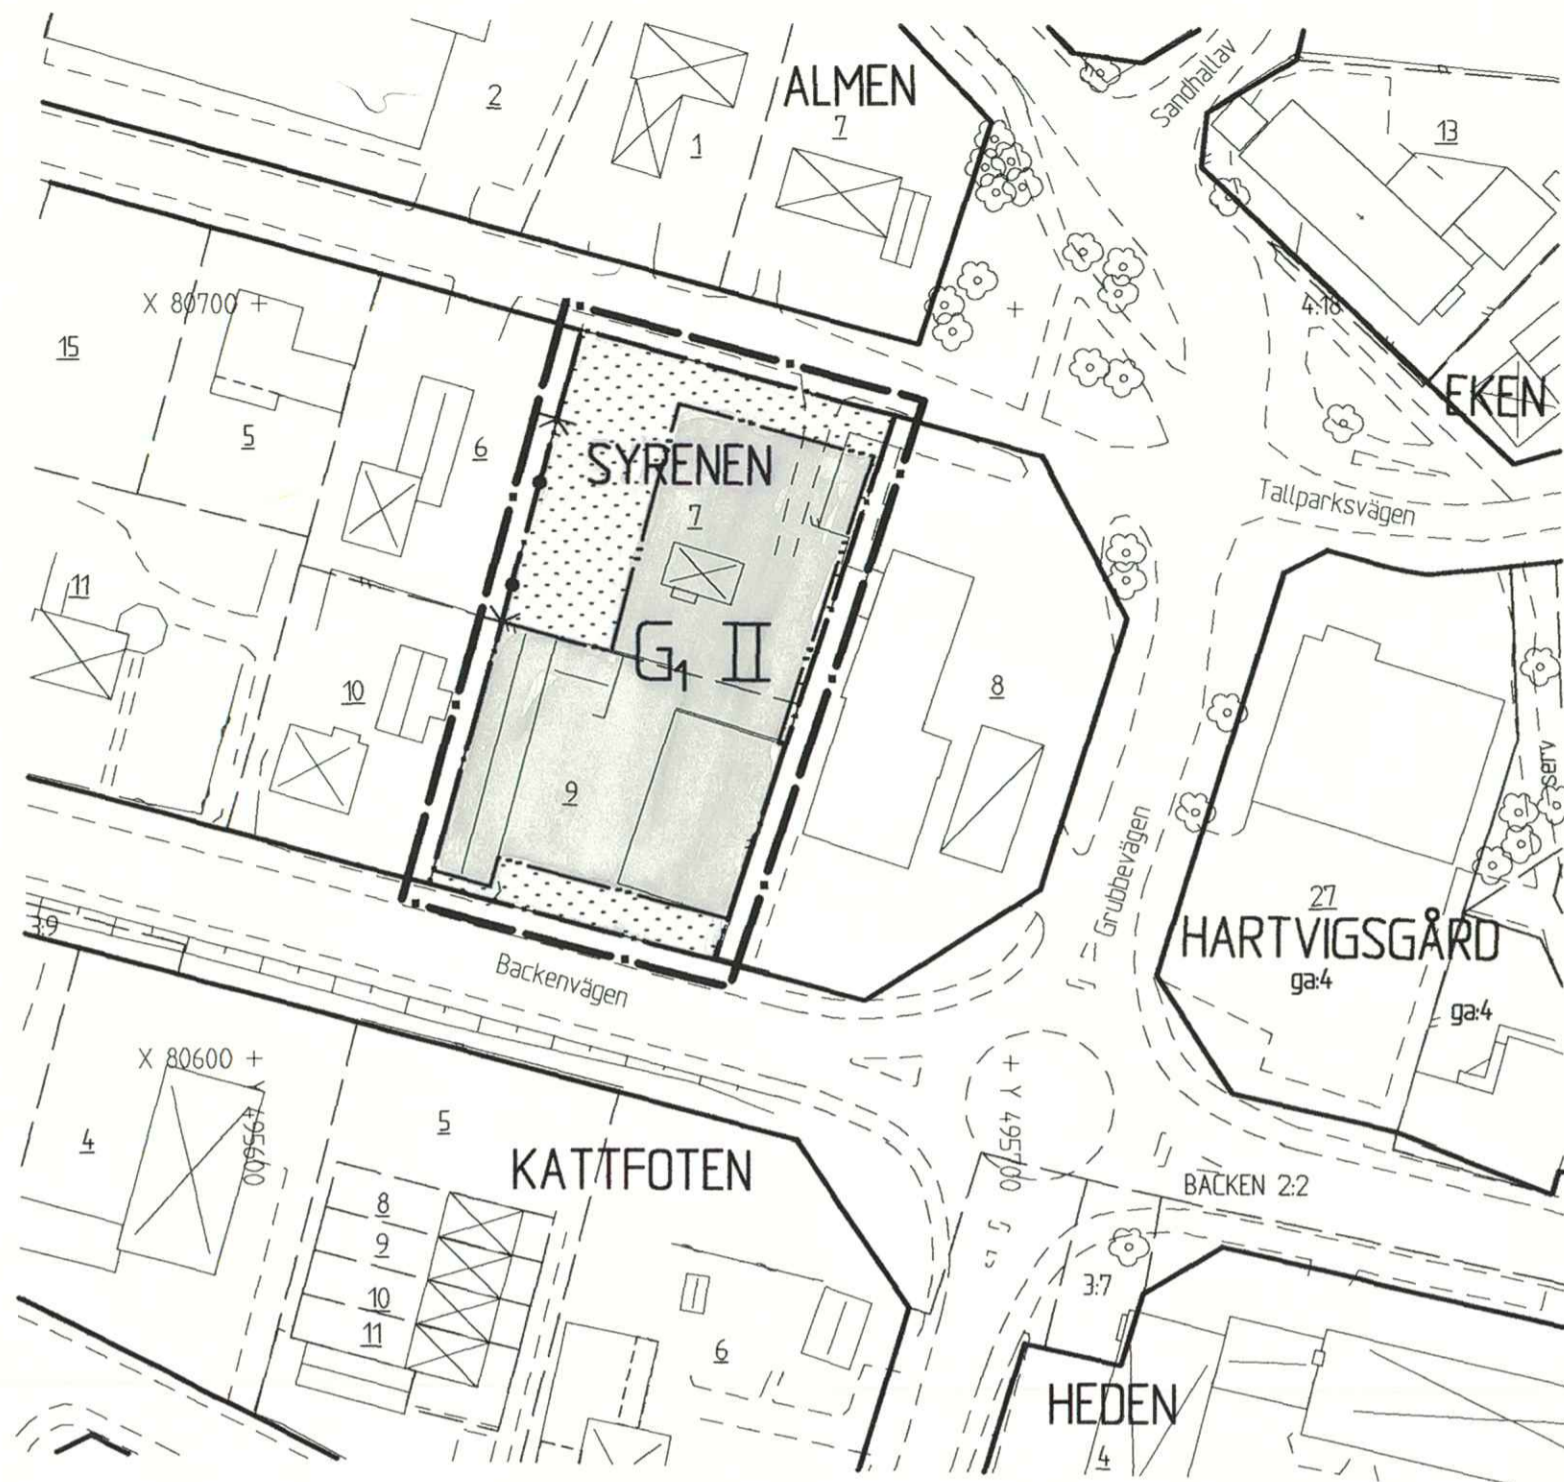 ALMEN
2
1
7
Sandhallav
13
X 80700
4:18
EKEN
15
5
6
SYRENEN
7
Tallparksvägen
11
10
G1 II
8
9
serv
Grubbevägen
27
HARTVIGSGÅRD
ga:4
ga:4
3:9
Backenvägen
X 80600
Y 495600
Y 495700
4
5
KATTFOTEN
BACKEN 2:2
8
9
10
11
3:7
6
HEDEN
4